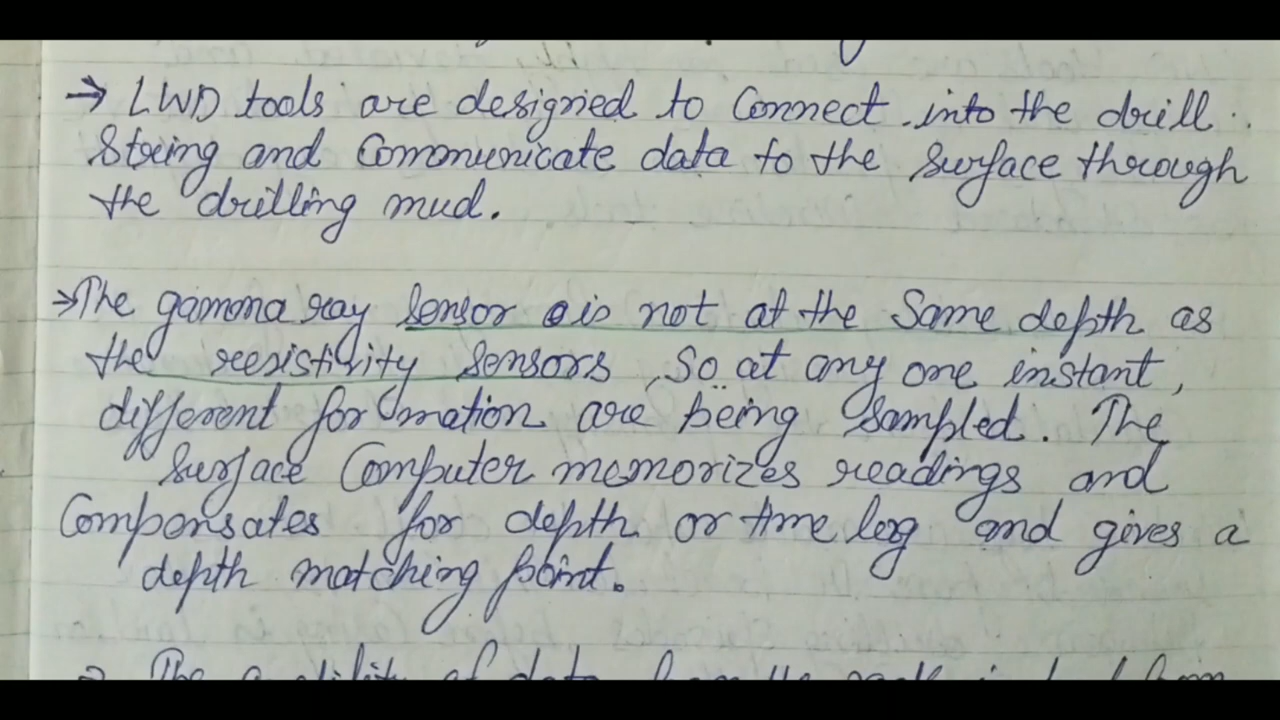 → LWD tools are designed to connect into the drill
string and communicate data to the surface through
the drilling mud.
→ The gamma ray sensor is not at the same depth as
the resistivity sensors, so at any one instant,
different formation are being sampled. The
surface computer memorizes readings and
compensates for depth or time log and gives a
depth matching point.
→ The